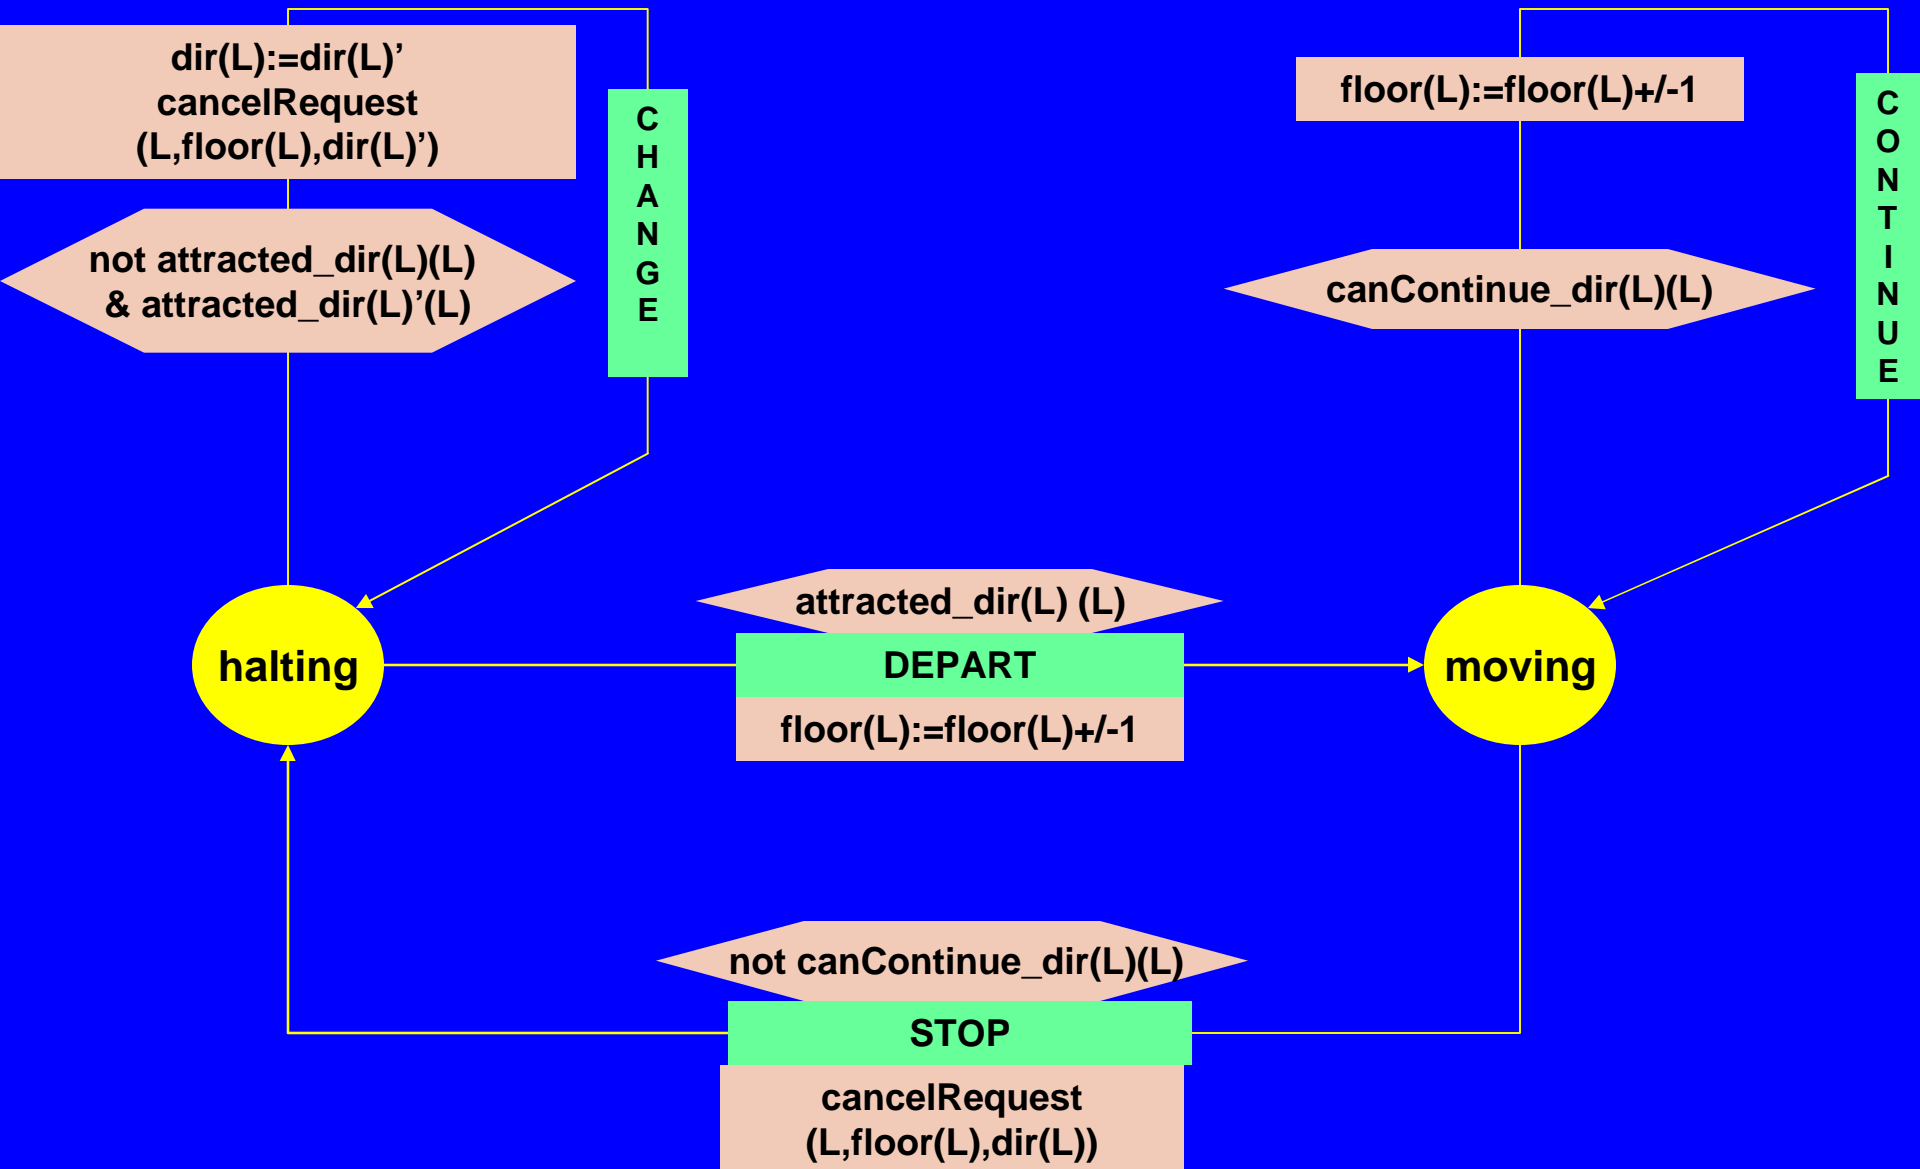 dir(L):=dir(L)’
cancelRequest
(L,floor(L),dir(L)’)
not attracted_dir(L)(L)
& attracted_dir(L)’(L)
C
H
A
N
G
E
floor(L):=floor(L)+/-1
canContinue_dir(L)(L)
C
O
N
T
I
N
U
E
halting
attracted_dir(L) (L)
DEPART
floor(L):=floor(L)+/-1
moving
not canContinue_dir(L)(L)
STOP
cancelRequest
(L,floor(L),dir(L))